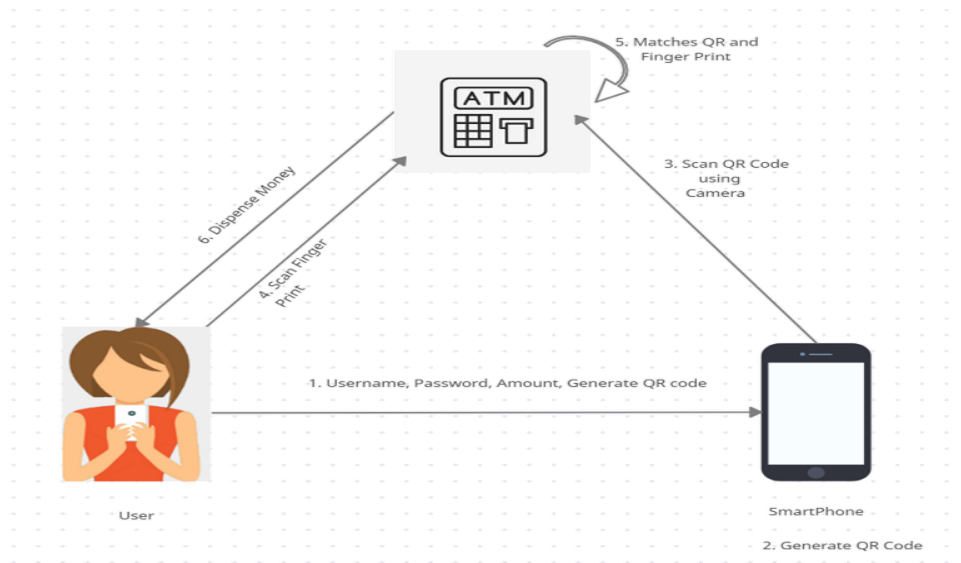 5. Matches QR and
Finger Print
ATM
3. Scan QR Code
using
Camera
6. Dispense Money
4. Scan Finger
Print
1. Username, Password, Amount, Generate QR code
User
SmartPhone
2. Generate QR Code